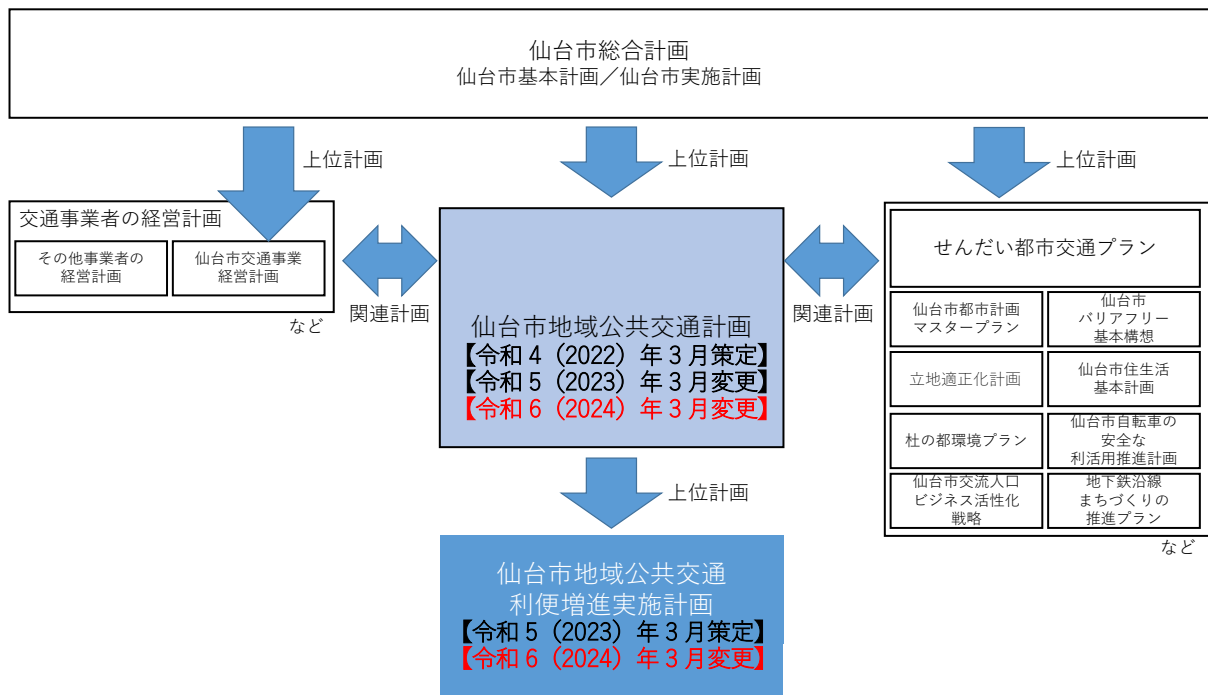 仙台市総合計画
仙台市基本計画／仙台市実施計画
上位計画
上位計画
上位計画
交通事業者の経営計画
その他事業者の
経営計画
仙台市交通事業
経営計画
など
関連計画
仙台市地域公共交通計画
【令和４（2022）年３月策定】
【令和５（2023）年３月変更】
【令和６（2024）年３月変更】
関連計画
せんだい都市交通プラン
仙台市都市計画
マスタープラン
仙台市
バリアフリー
基本構想
立地適正化計画
仙台市住生活
基本計画
杜の都環境プラン
仙台市自転車の
安全な
利活用推進計画
仙台市交流人口
ビジネス活性化
戦略
地下鉄沿線
まちづくりの
推進プラン
など
上位計画
仙台市地域公共交通
利便増進実施計画
【令和５（2023）年３月策定】
【令和６（2024）年３月変更】